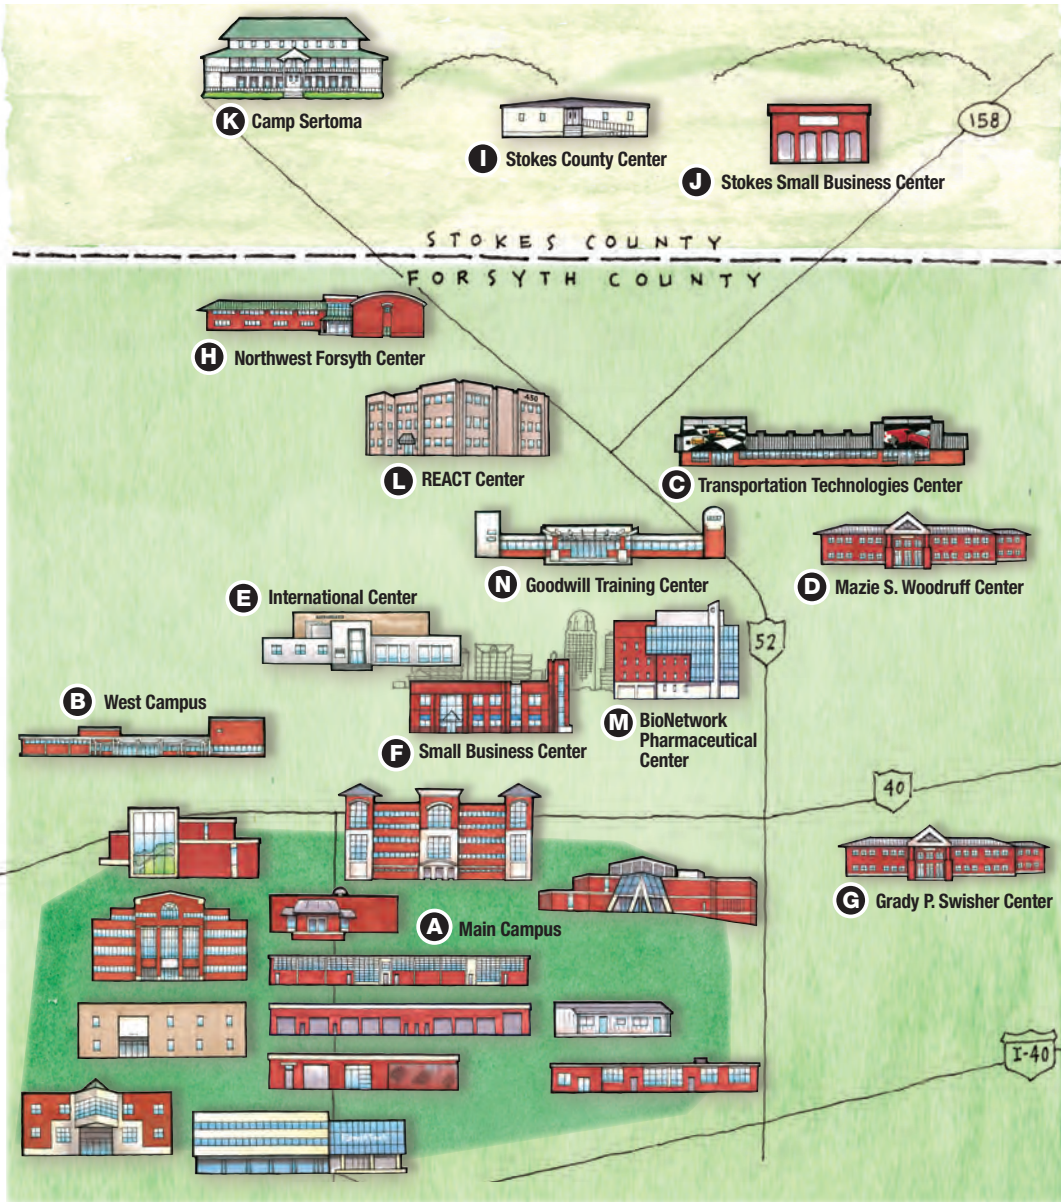 K Camp Sertoma
158
I Stokes County Center
J Stokes Small Business Center
STOKES COUNTY
FORSYTH COUNTY
H Northwest Forsyth Center
450
L REACT Center
C Transportation Technologies Center
N Goodwill Training Center
D Mazie S. Woodruff Center
E International Center
52
B West Campus
M BioNetwork
Pharmaceutical
Center
F Small Business Center
40
G Grady P. Swisher Center
A Main Campus
I-40